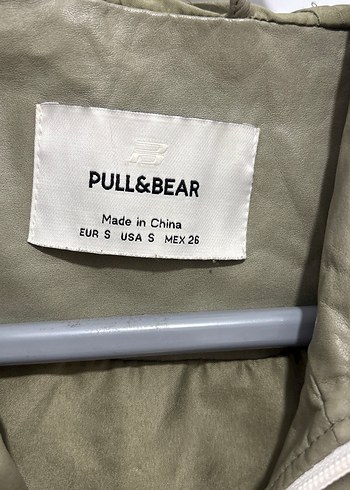 PULL&BEAR
Made in China
EUR S USA S MEX 26